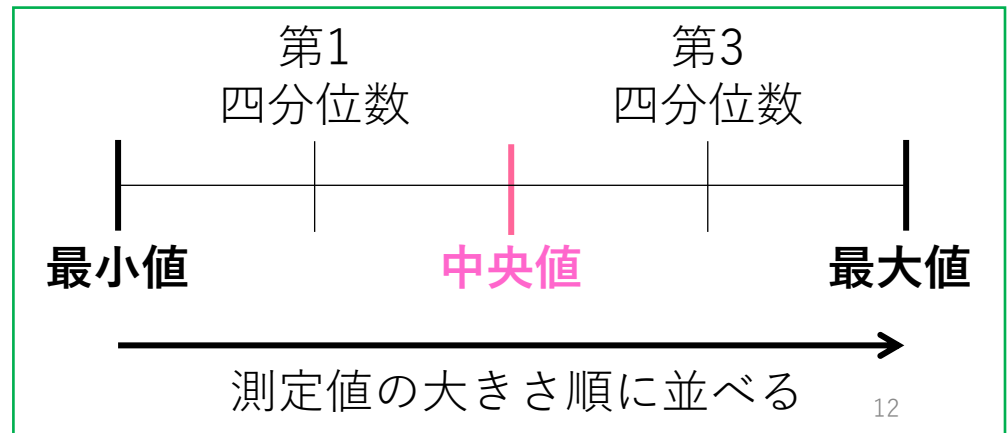 第1
四分位数
第3
四分位数
最小値
中央値
最大値
測定値の大きさ順に並べる
12